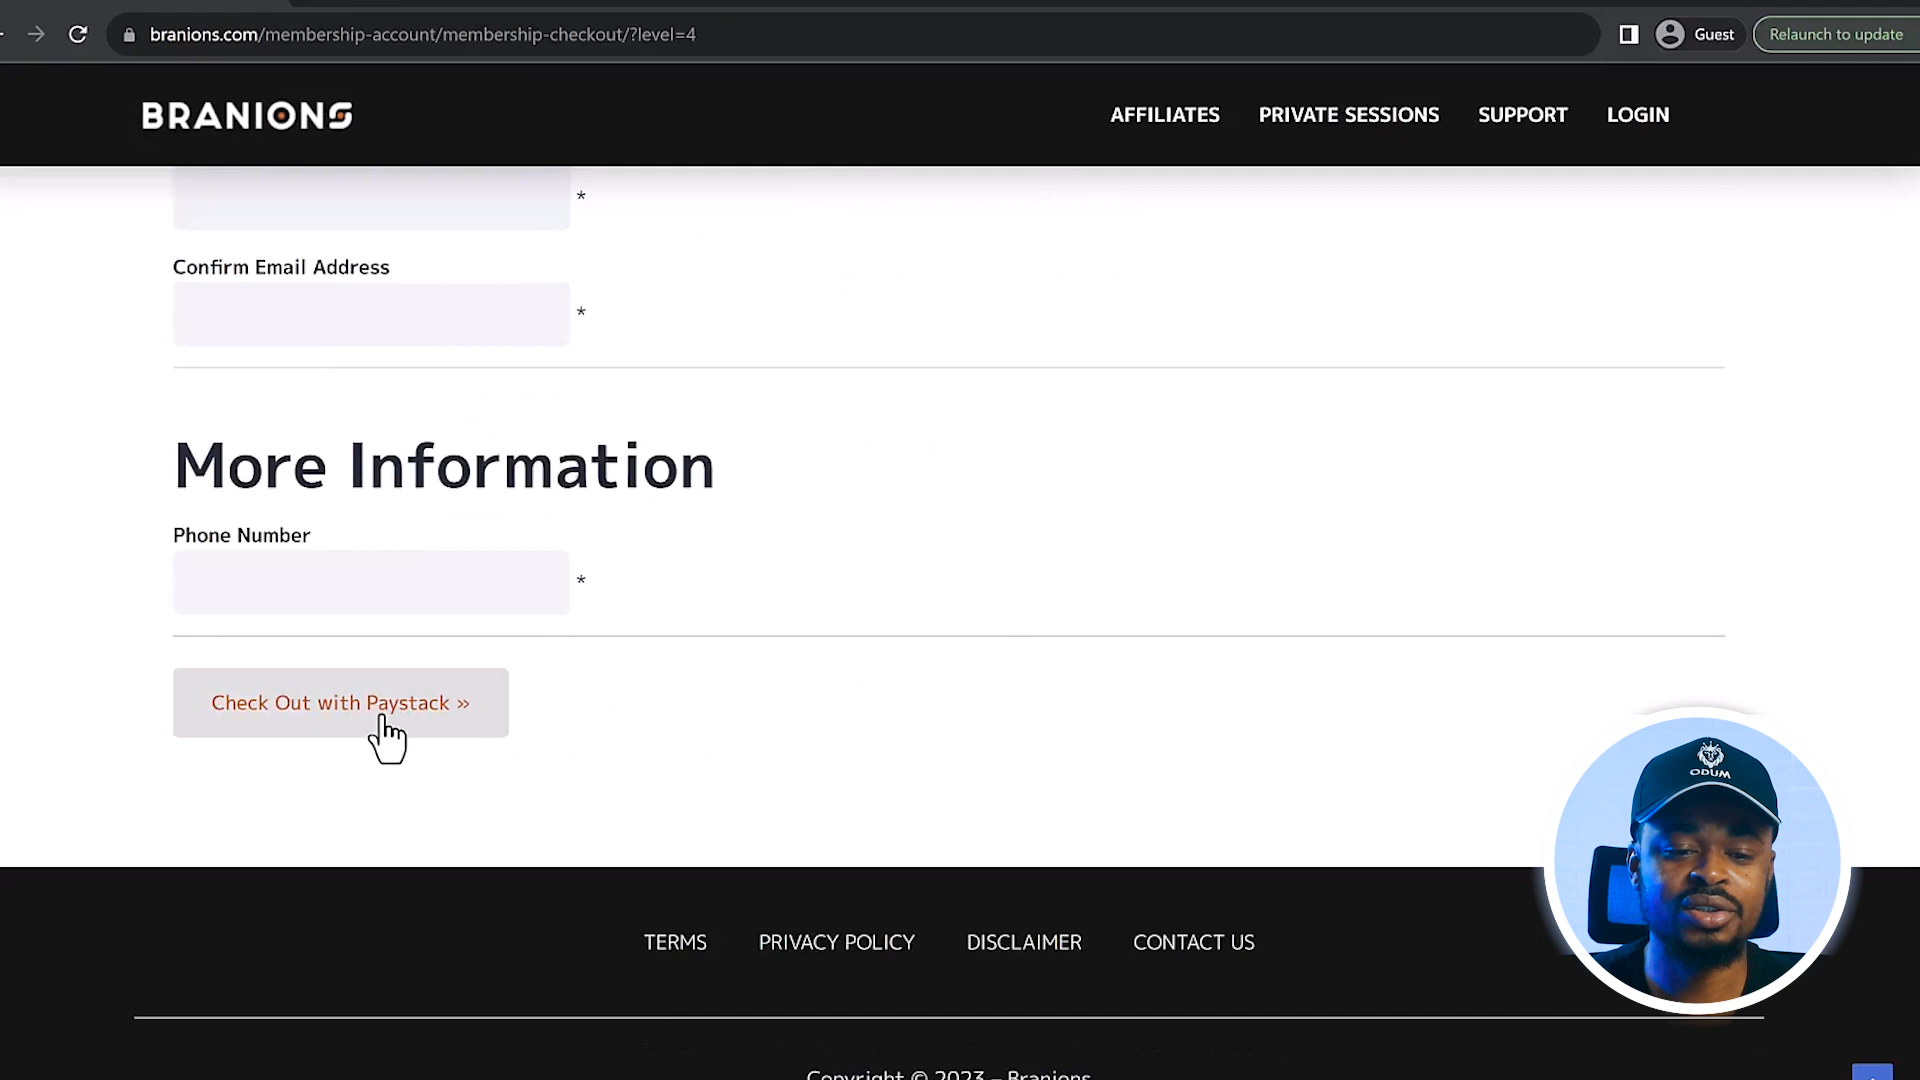 branions.com/membership-account/membership-checkout/?level=4
Guest
Relaunch to update
BRANIONS
AFFILIATES
PRIVATE SESSIONS
SUPPORT
LOGIN
*
Confirm Email Address
*
More Information
Phone Number
*
Check Out with Paystack »
ODUM
TERMS
PRIVACY POLICY
DISCLAIMER
CONTACT US
Copyright © 2023 – Branions